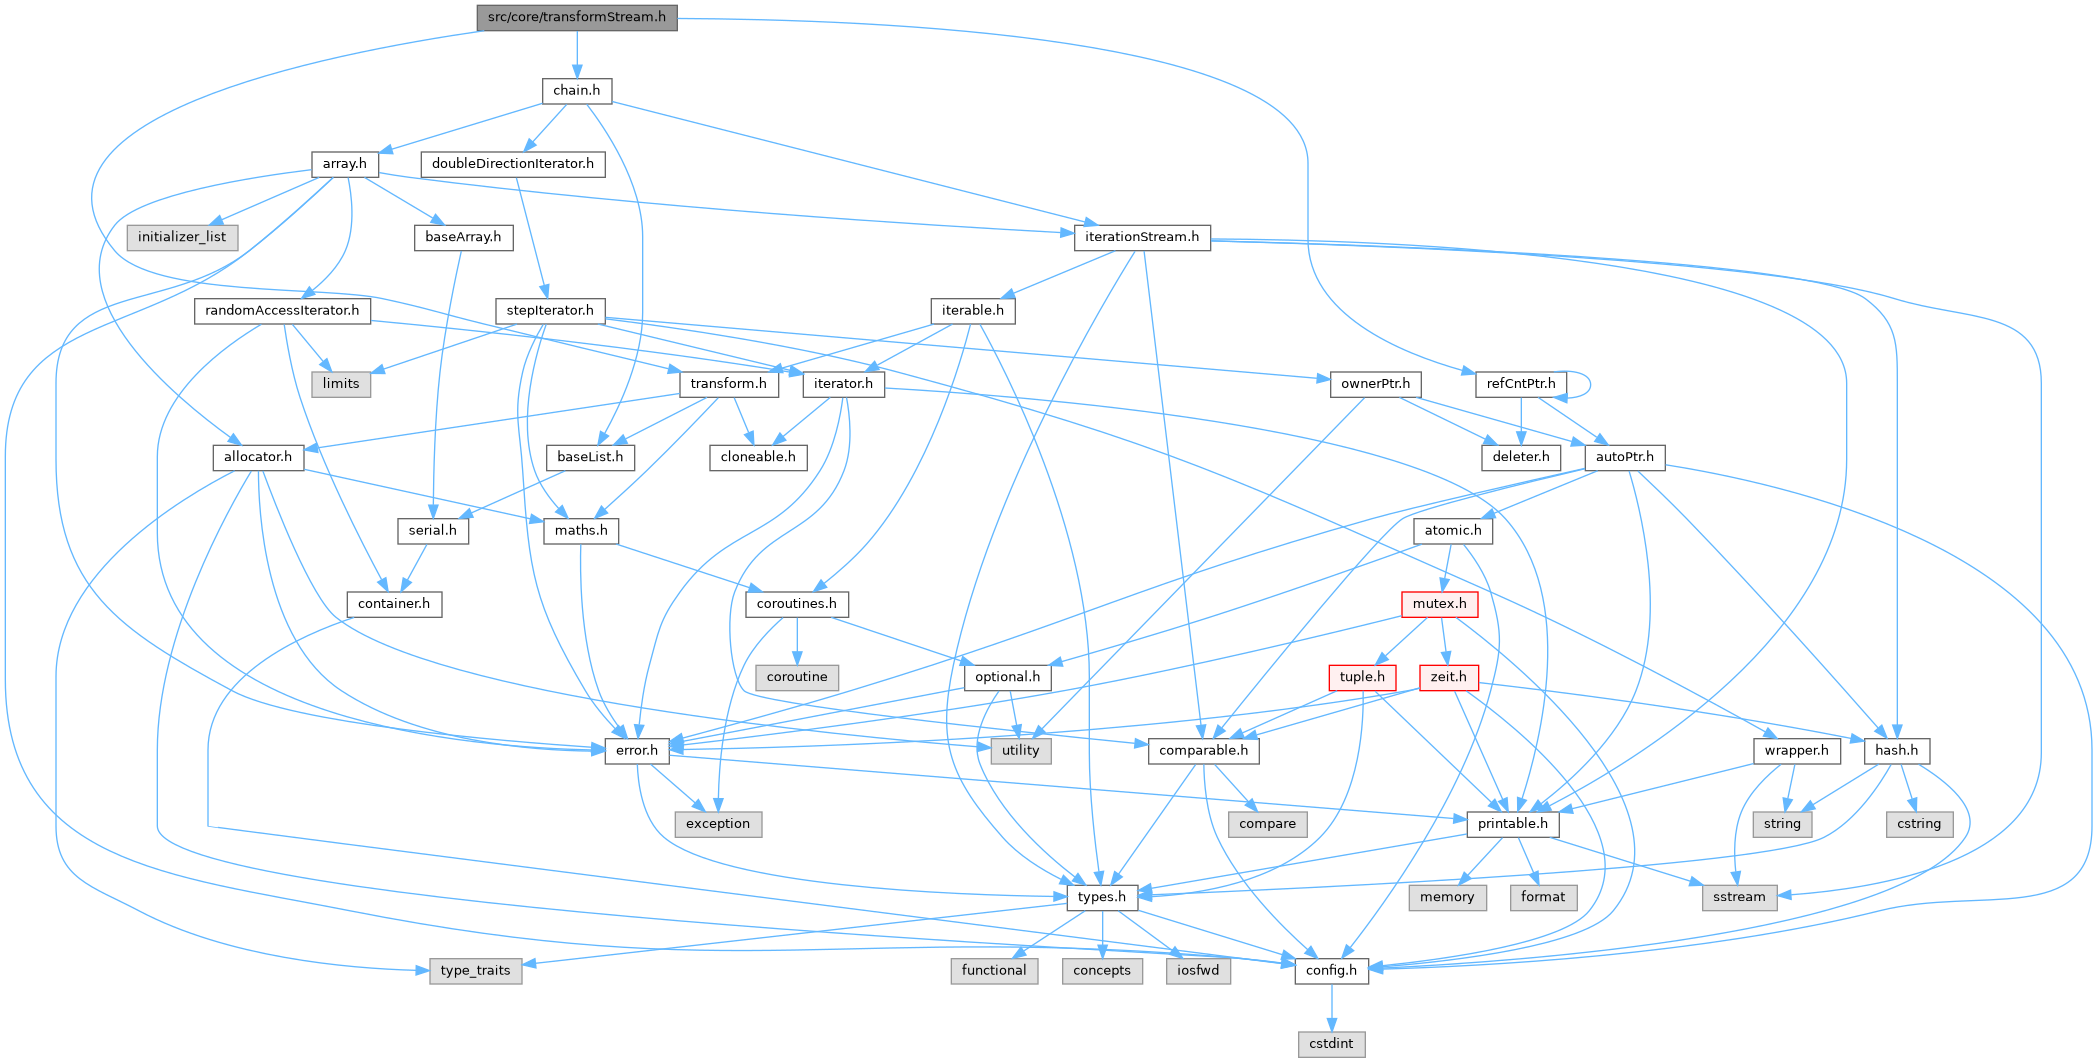 src/core/transformStream.h
chain.h
array.h
doubleDirectionIterator.h
initializer_list
baseArray.h
iterationStream.h
randomAccessIterator.h
stepIterator.h
iterable.h
limits
transform.h
iterator.h
ownerPtr.h
refCntPtr.h
allocator.h
baseList.h
cloneable.h
deleter.h
autoPtr.h
serial.h
maths.h
atomic.h
container.h
coroutines.h
mutex.h
coroutine
optional.h
tuple.h
zeit.h
error.h
utility
comparable.h
wrapper.h
hash.h
exception
compare
printable.h
string
cstring
types.h
memory
format
sstream
type_traits
functional
concepts
iosfwd
config.h
cstdint